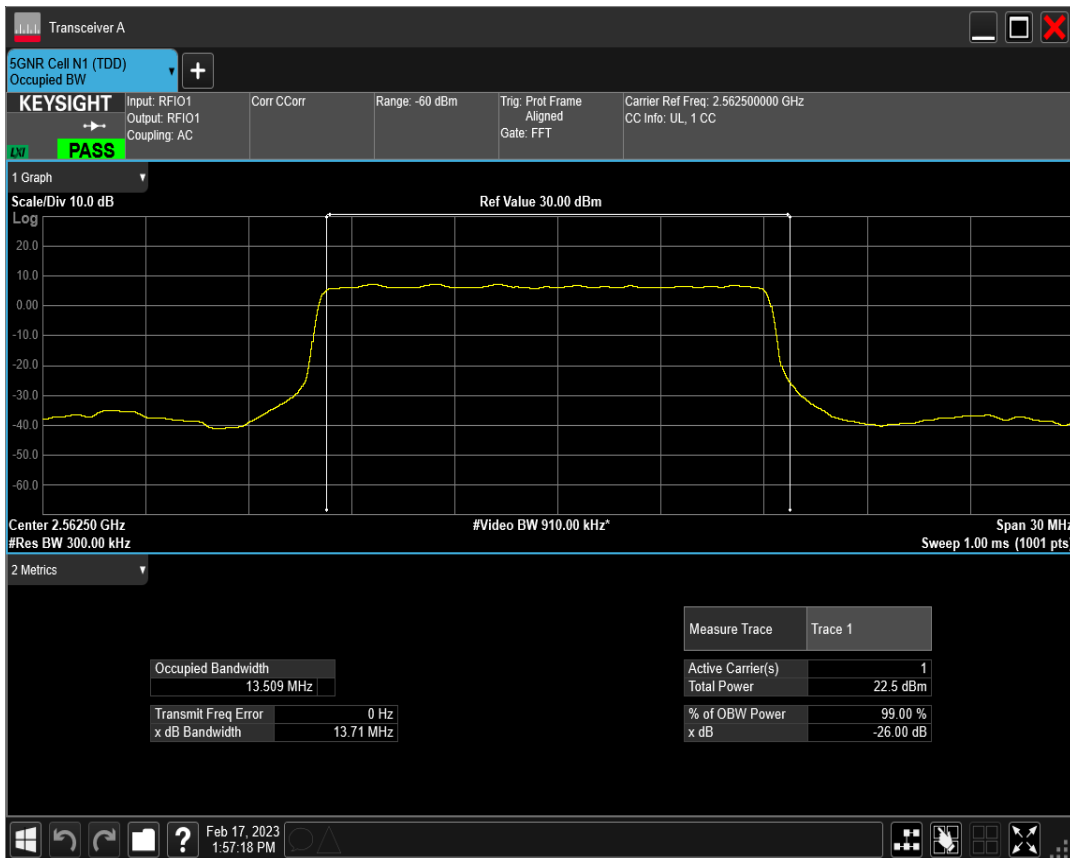 Transceiver A
5GNR Cell N1 (TDD)
Occupied BW
+
KEYSIGHT
LXI
PASS
Input: RFIO1
Output: RFIO1
Coupling: AC
Corr CCorr
Range: -60 dBm
Trig: Prot Frame
Aligned
Gate: FFT
Carrier Ref Freq: 2.562500000 GHz
CC Info: UL, 1 CC
1 Graph
Scale/Div 10.0 dB
Ref Value 30.00 dBm
Log
20.0
10.0
0.00
-10.0
-20.0
-30.0
-40.0
-50.0
-60.0
Center 2.56250 GHz
#Video BW 910.00 kHz*
Span 30 MHz
#Res BW 300.00 kHz
Sweep 1.00 ms (1001 pts)
2 Metrics
Measure Trace Trace 1
Occupied Bandwidth
13.509 MHz
Active Carrier(s) 1
Total Power 22.5 dBm
Transmit Freq Error 0 Hz
x dB Bandwidth 13.71 MHz
% of OBW Power 99.00 %
x dB -26.00 dB
?
Feb 17, 2023
1:57:18 PM